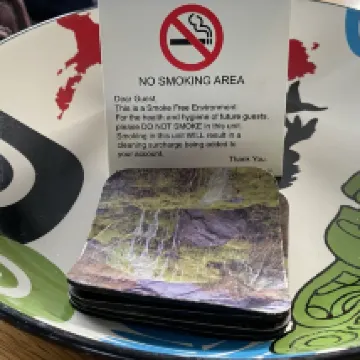 NO SMOKING AREA
Dear Guest
This is a Smoke Free Environment
For the health and hygiene of future guests,
please DO NOT SMOKE in this unit.
Smoking in this unit WILL result in a
cleaning surcharge being added to
your account.
Thank You.